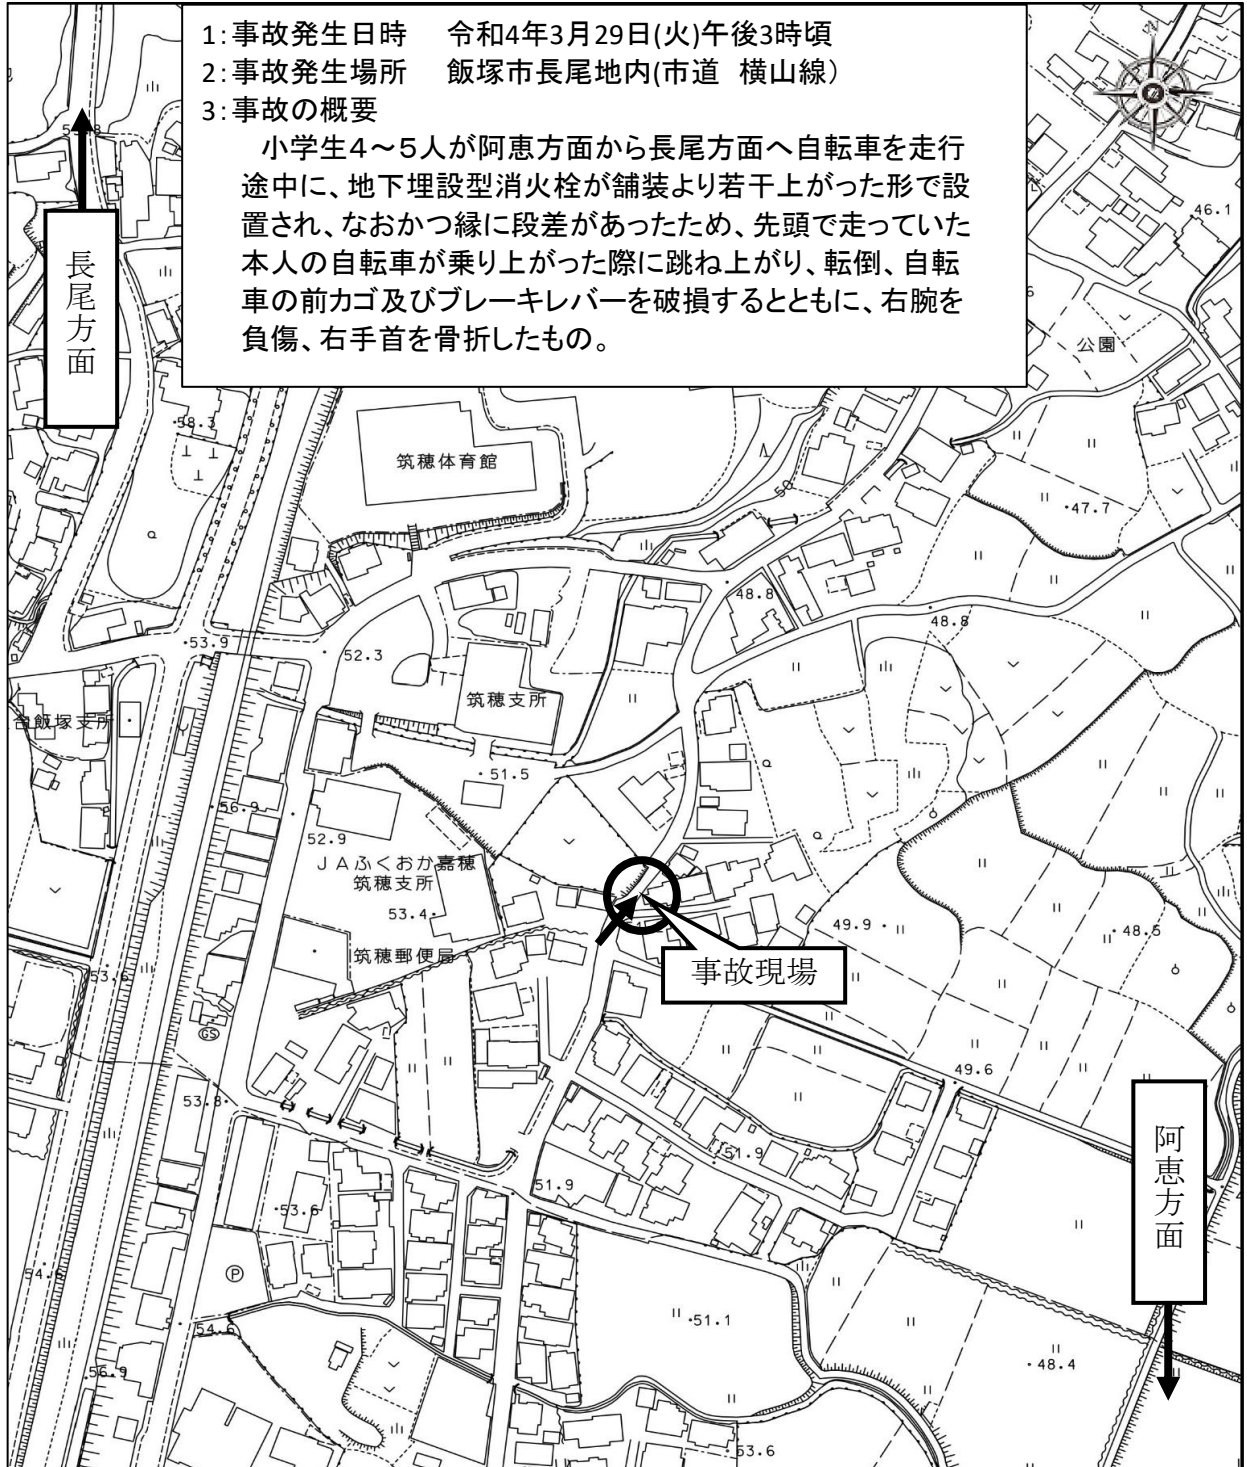 1:事故発生日時　令和4年3月29日(火)午後3時頃
2:事故発生場所　飯塚市長尾地内(市道　横山線)
3:事故の概要
小学生4~5人が阿恵方面から長尾方面へ自転車を走行
途中に、地下埋設型消火栓が舗装より若干上がった形で設
置され、なおかつ縁に段差があったため、先頭で走っていた
本人の自転車が乗り上がった際に跳ね上がり、転倒、自転
車の前カゴ及びブレーキレバーを破損するとともに、右腕を
負傷、右手首を骨折したもの。
46.1
長尾方面
公園
58.3
筑穂体育館
50
47.7
48.8
48.8
53.9
52.3
筑穂支所
飯塚支所
51.5
56.9
52.9
JAふくおか嘉穂
筑穂支所
53.4
49.9
48.5
筑穂郵便局
事故現場
53.6
GS
49.6
53.8
阿恵方面
51.9
51.9
53.6
54.6
P
51.1
54.6
48.4
56.9
53.6